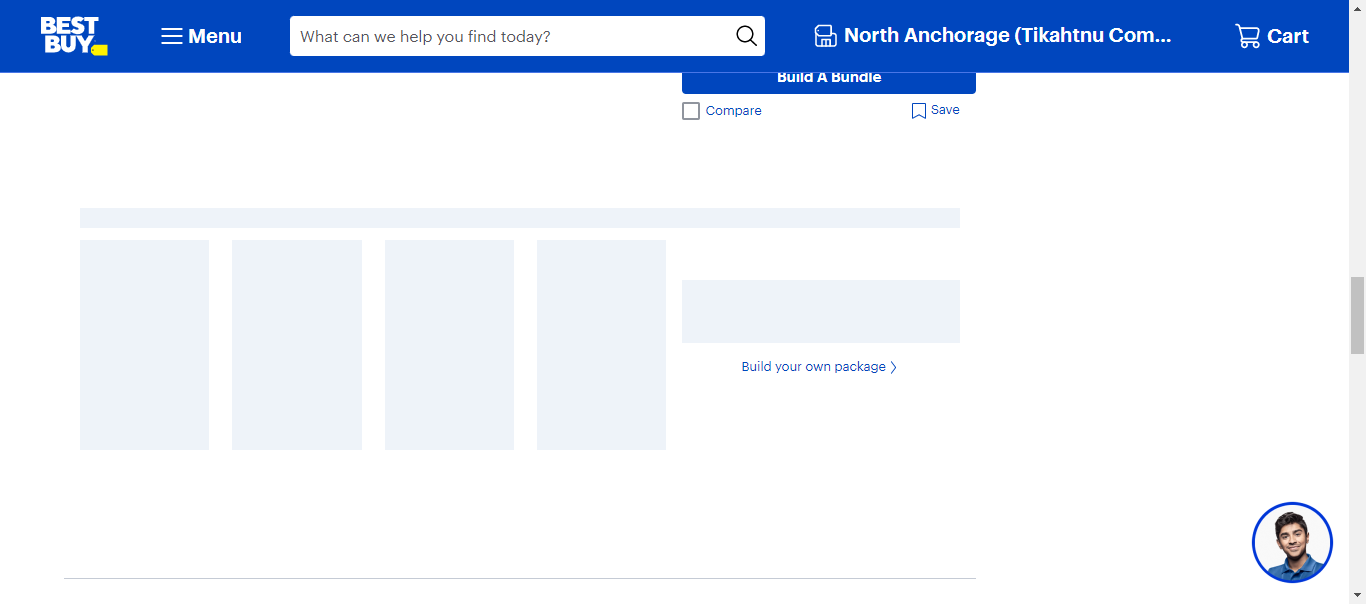 BEST
BUY
Menu
What can we help you find today?
North Anchorage (Tikahtnu Com...
Cart
Build A Bundle
Compare
Save
Build your own package